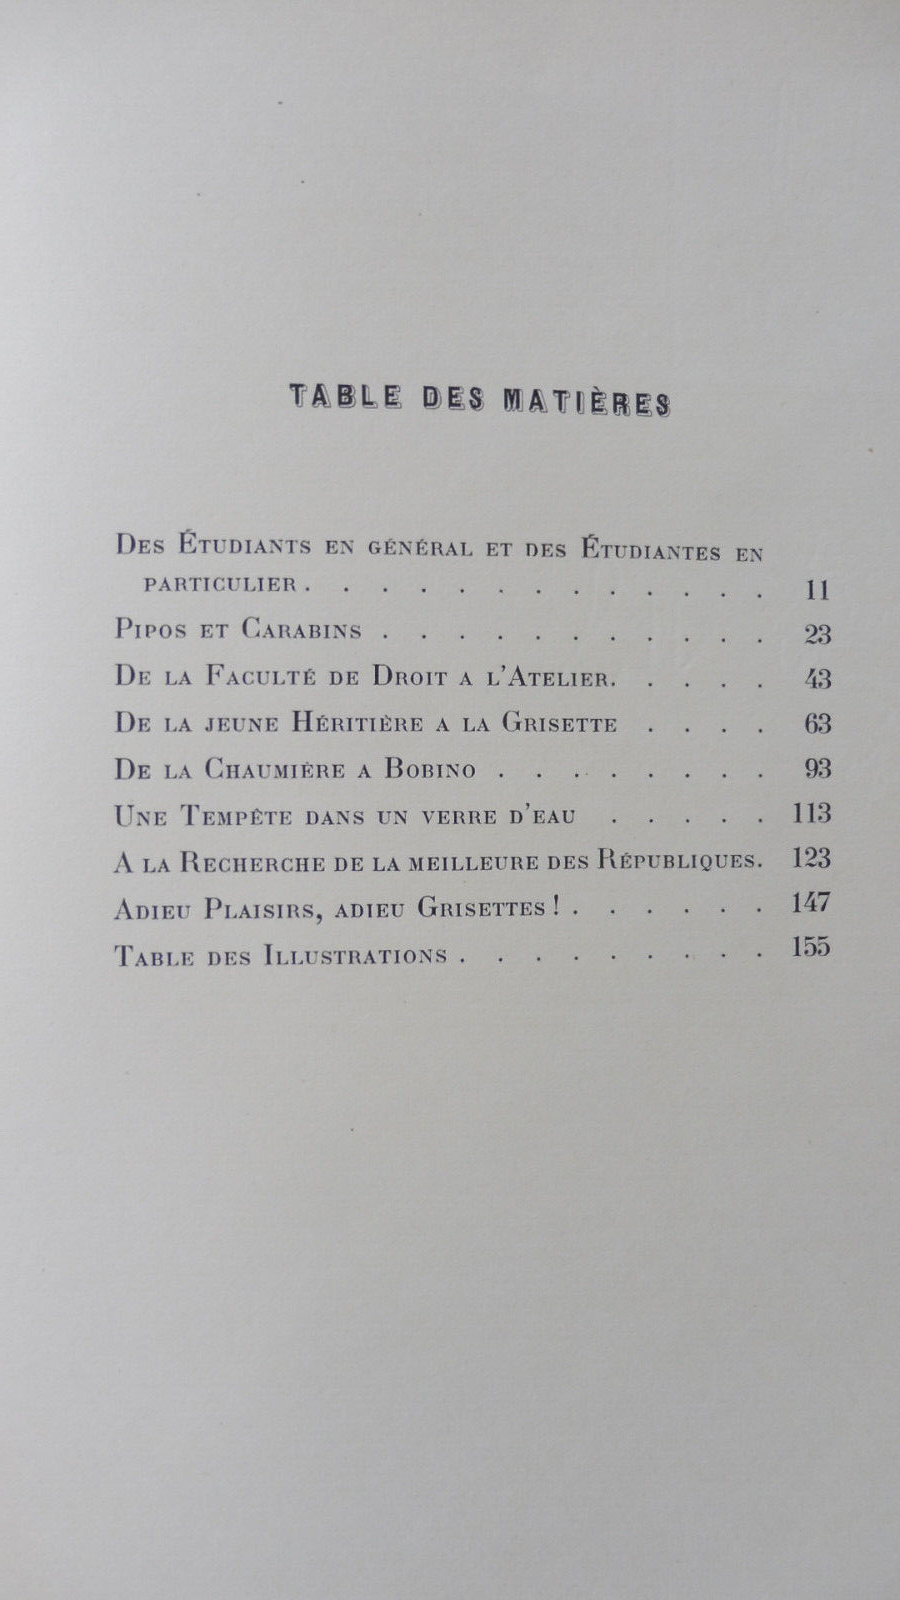 TABLE DES MATIÈRES
DES ÉTUDIANTS EN GÉNÉRAL ET DES ÉTUDIANTES EN
PARTICULIER . . . . . . . . . . . . . 11
PIPOS ET CARABINS . . . . . . . . . . . 23
DE LA FACULTÉ DE DROIT A L'ATELIER. . . . . 43
DE LA JEUNE HÉRITIÈRE A LA GRISETTE . . . . 63
DE LA CHAUMIÈRE A BOBINO . . . . . . . . 93
UNE TEMPÊTE DANS UN VERRE D'EAU . . . . . 113
A LA RECHERCHE DE LA MEILLEURE DES RÉPUBLIQUES. 123
ADIEU PLAISIRS, ADIEU GRISETTES ! . . . . . . 147
TABLE DES ILLUSTRATIONS . . . . . . . . . 155